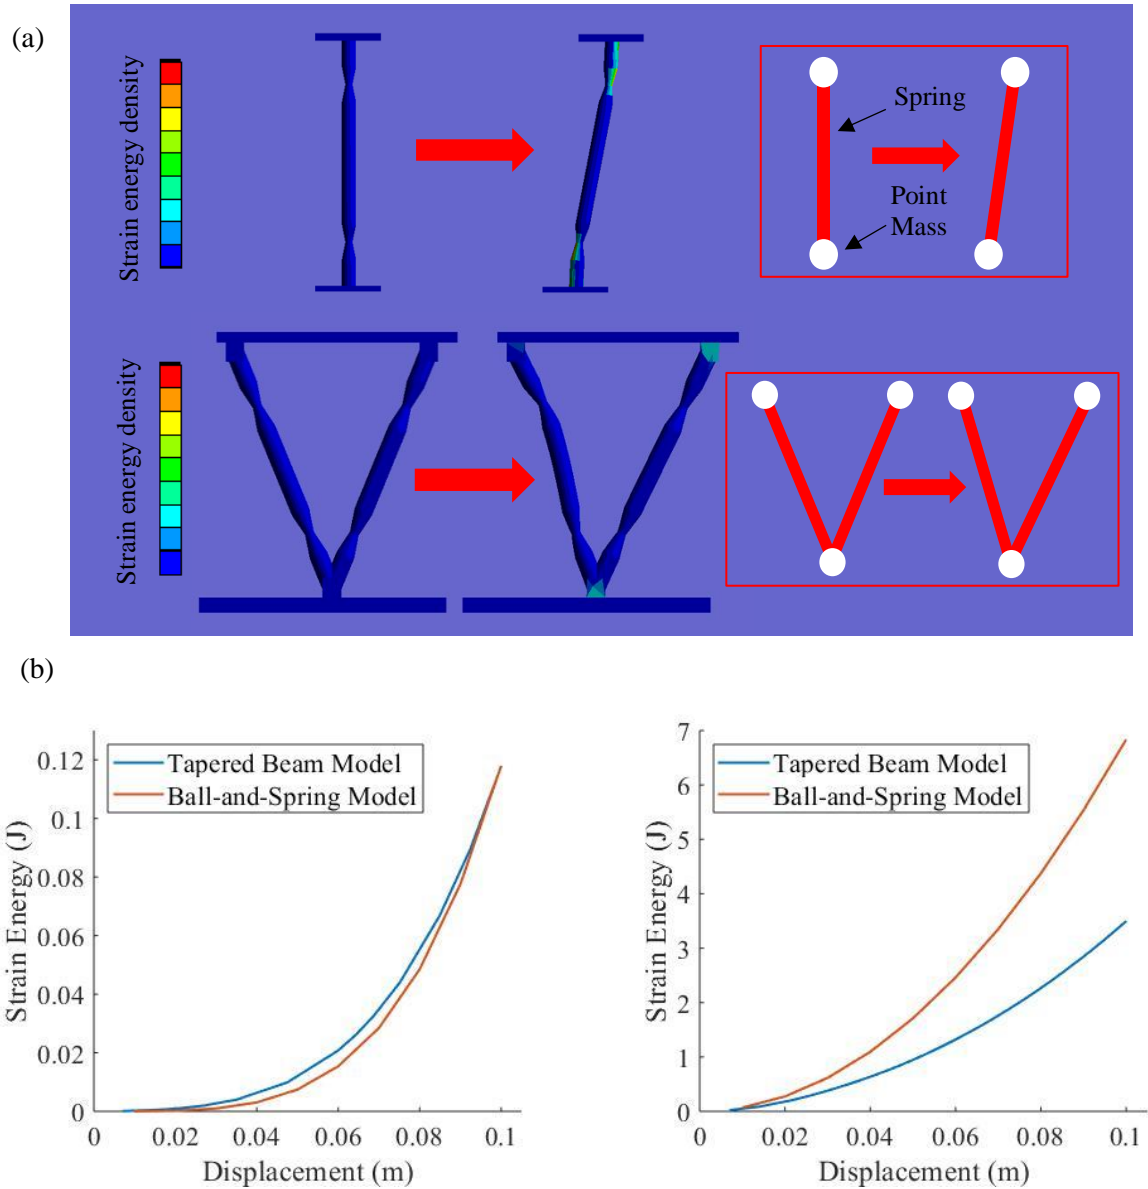 (a)
Strain energy density
Spring
Point
Mass
Strain energy density
(b)
Tapered Beam Model
Ball-and-Spring Model
0.12
0.1
0.08
0.06
0.04
0.02
0
Strain Energy (J)
0
0.02
0.04
0.06
0.08
0.1
Displacement (m)
Tapered Beam Model
Ball-and-Spring Model
7
6
5
4
3
2
1
0
Strain Energy (J)
0
0.02
0.04
0.06
0.08
0.1
Displacement (m)